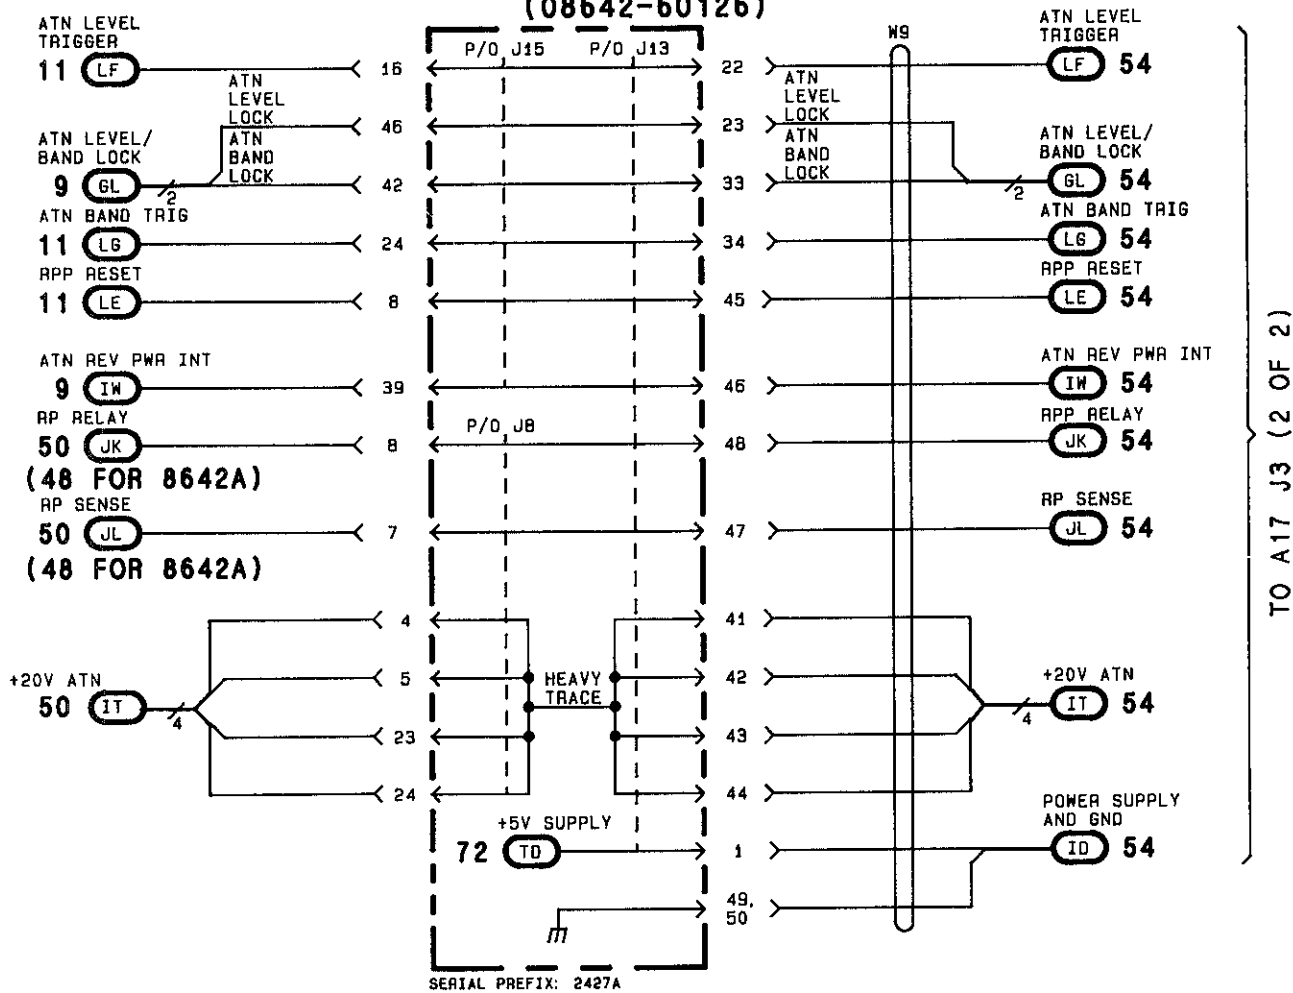 (08642-60126)
ATN LEVEL
TRIGGER
11 LF
16
P/O J15
P/O J13
22
W9
ATN LEVEL
TRIGGER
LF 54
ATN
LEVEL
LOCK
46
23
ATN
LEVEL
LOCK
ATN LEVEL/
BAND LOCK
9 GL
2
ATN
BAND
LOCK
42
33
ATN
BAND
LOCK
2
ATN LEVEL/
BAND LOCK
GL 54
ATN BAND TRIG
11 LG
24
34
ATN BAND TRIG
LG 54
RPP RESET
11 LE
8
45
RPP RESET
LE 54
ATN REV PWR INT
9 IW
39
46
ATN REV PWR INT
IW 54
RP RELAY
50 JK
(48 FOR 8642A)
8
P/O J8
48
RPP RELAY
JK 54
RP SENSE
50 JL
(48 FOR 8642A)
7
47
RP SENSE
JL 54
TO A17 J3 (2 OF 2)
+20V ATN
50 IT
4
4
5
23
24
HEAVY
TRACE
41
42
43
44
4
+20V ATN
IT 54
+5V SUPPLY
72 TD
1
49,
50
POWER SUPPLY
AND GND
ID 54
SERIAL PREFIX: 2427A